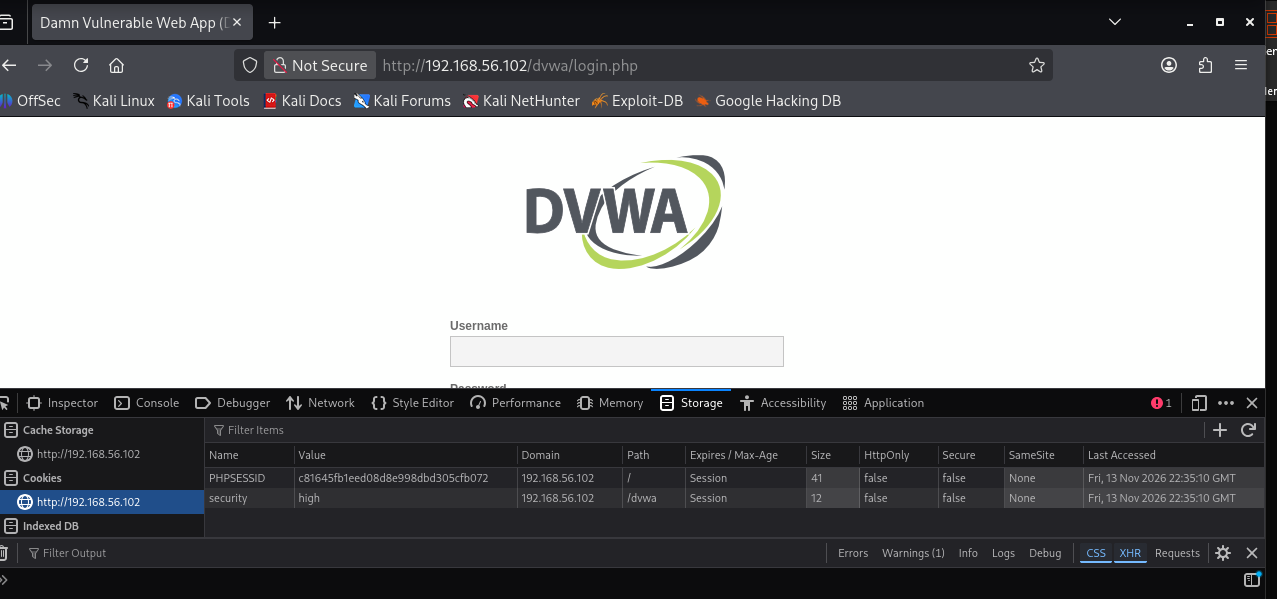 Damn Vulnerable Web App (
Not Secure http://192.168.56.102/dvwa/login.php
OffSec Kali Linux Kali Tools Kali Docs Kali Forums Kali NetHunter Exploit-DB Google Hacking DB
DVWA
Username
Password
Inspector Console Debugger Network Style Editor Performance Memory Storage Accessibility Application 1
Cache Storage
http://192.168.56.102
Cookies
http://192.168.56.102
Indexed DB
Filter Items
Name Value Domain Path Expires / Max-Age Size HttpOnly Secure SameSite Last Accessed
PHPSESSID c81645fb1eed08d8e998dbd305cfb072 192.168.56.102 / Session 41 false false None Fri, 13 Nov 2026 22:35:10 GMT
security high 192.168.56.102 /dvwa Session 12 false false None Fri, 13 Nov 2026 22:35:10 GMT
Filter Output Errors Warnings (1) Info Logs Debug CSS XHR Requests